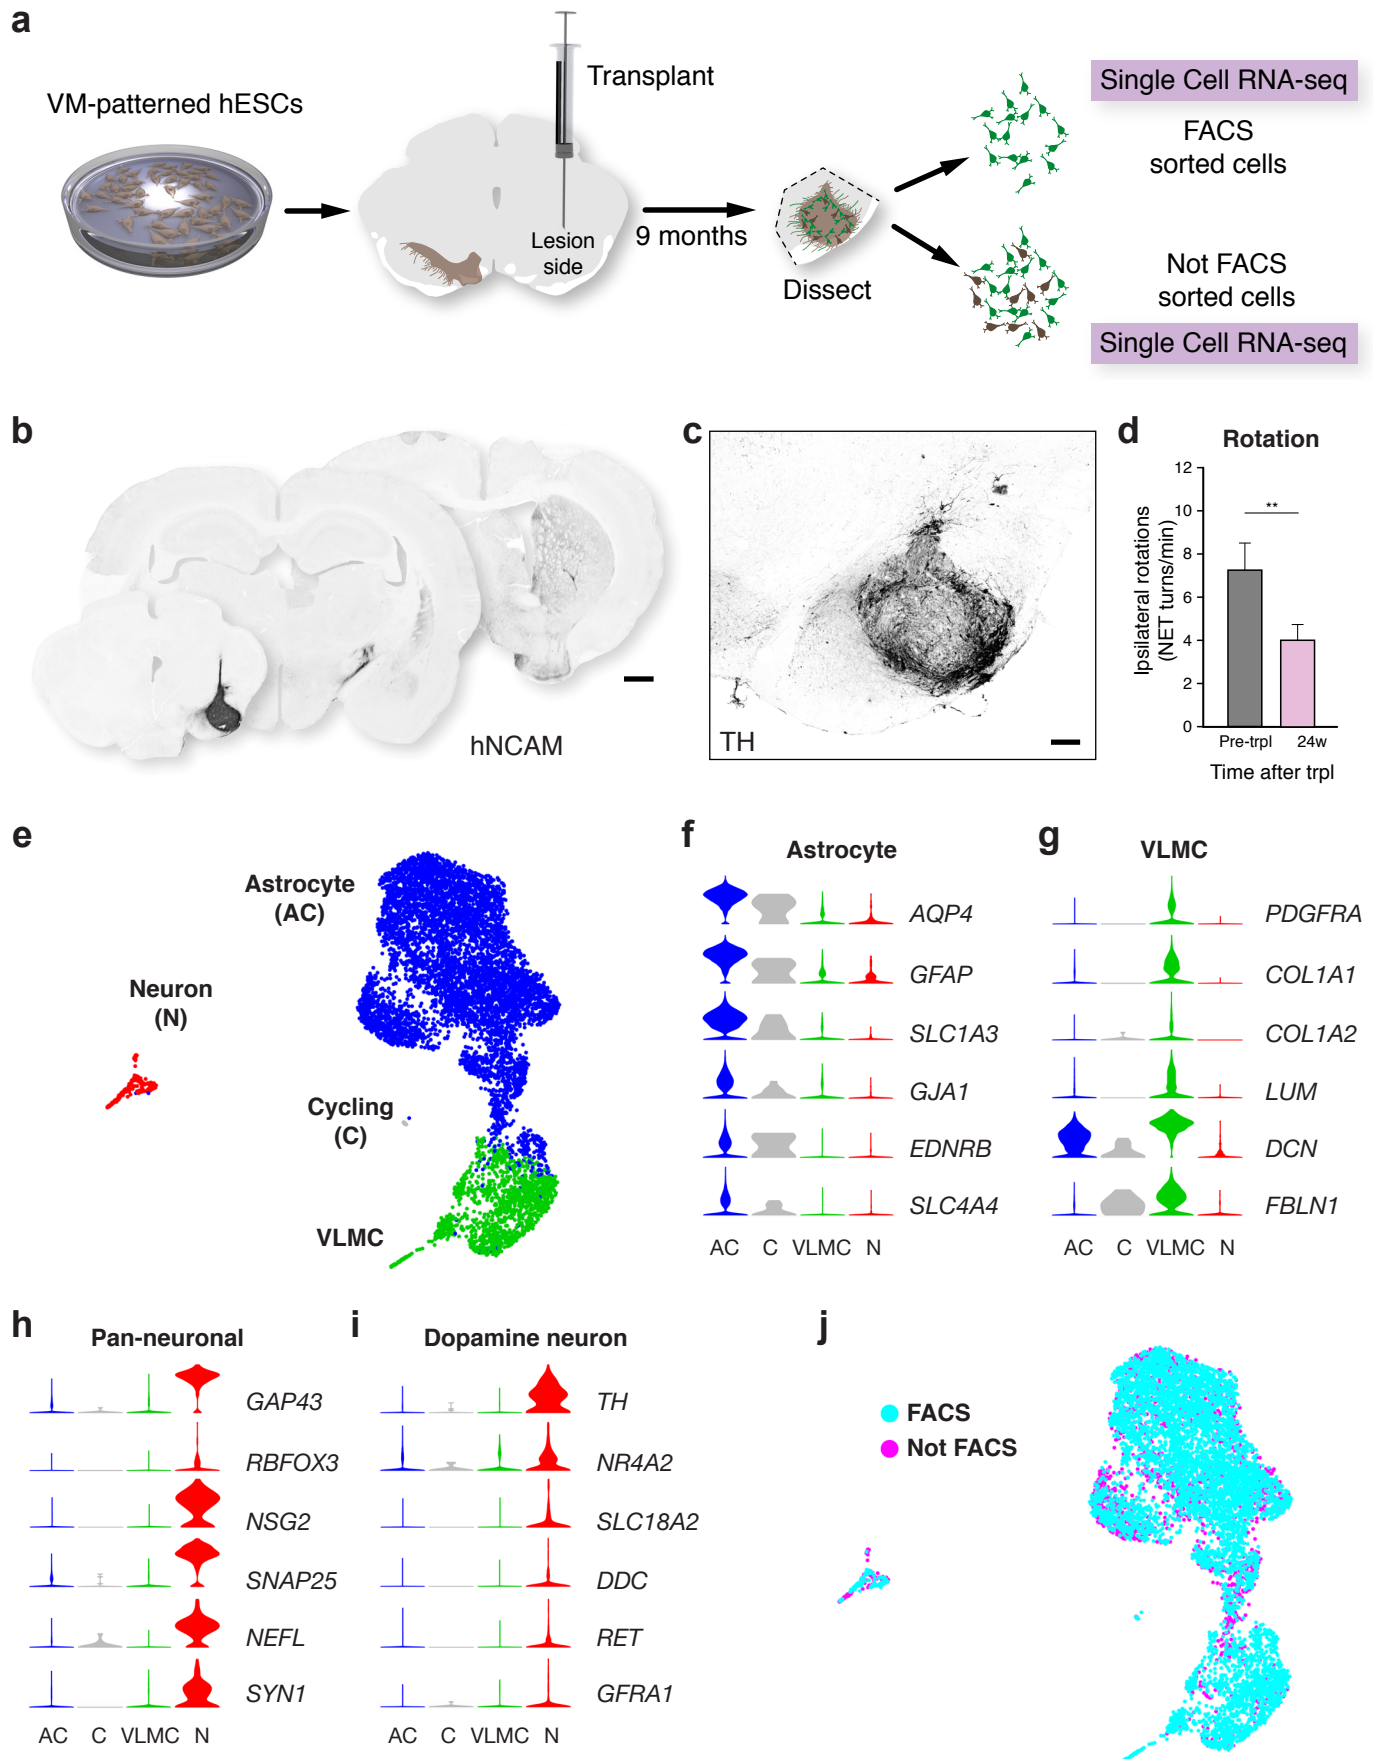 a
VM-patterned hESCs
Transplant
Lesion
side
9 months
Dissect
Single Cell RNA-seq
FACS
sorted cells
Not FACS
sorted cells
Single Cell RNA-seq
b
hNCAM
c
TH
d
Rotation
Ipsilateral rotations
(NET turns/min)
12
10
8
6
4
2
0
**
Pre-trpl
24w
Time after trpl
e
Astrocyte
(AC)
Neuron
(N)
Cycling
(C)
VLMC
f
Astrocyte
AQP4
GFAP
SLC1A3
GJA1
EDNRB
SLC4A4
AC C VLMC N
g
VLMC
PDGFRA
COL1A1
COL1A2
LUM
DCN
FBLN1
AC C VLMC N
h
Pan-neuronal
GAP43
RBFOX3
NSG2
SNAP25
NEFL
SYN1
AC C VLMC N
i
Dopamine neuron
TH
NR4A2
SLC18A2
DDC
RET
GFRA1
AC C VLMC N
j
FACS
Not FACS